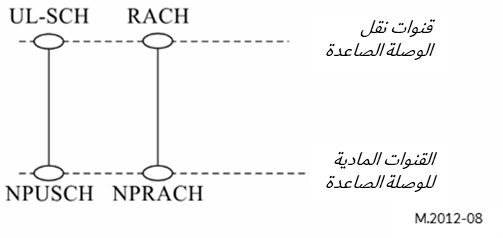 UL-SCH RACH
قنوات نقل
الوصلة الصاعدة
القنوات المادية
للوصلة الصاعدة
NPUSCH NPRACH
M.2012-08